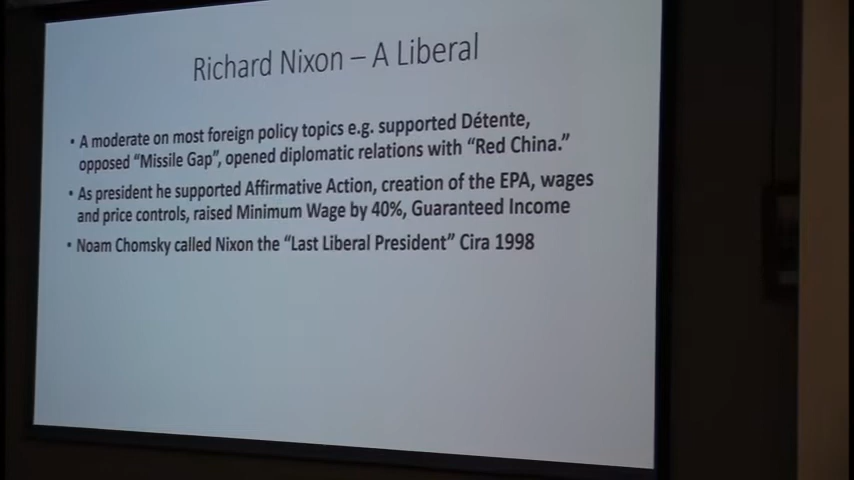 Richard Nixon – A Liberal
• A moderate on most foreign policy topics e.g. supported Détente,
opposed "Missile Gap", opened diplomatic relations with "Red China."
• As president he supported Affirmative Action, creation of the EPA, wages
and price controls, raised Minimum Wage by 40%, Guaranteed Income
• Noam Chomsky called Nixon the "Last Liberal President" Cira 1998